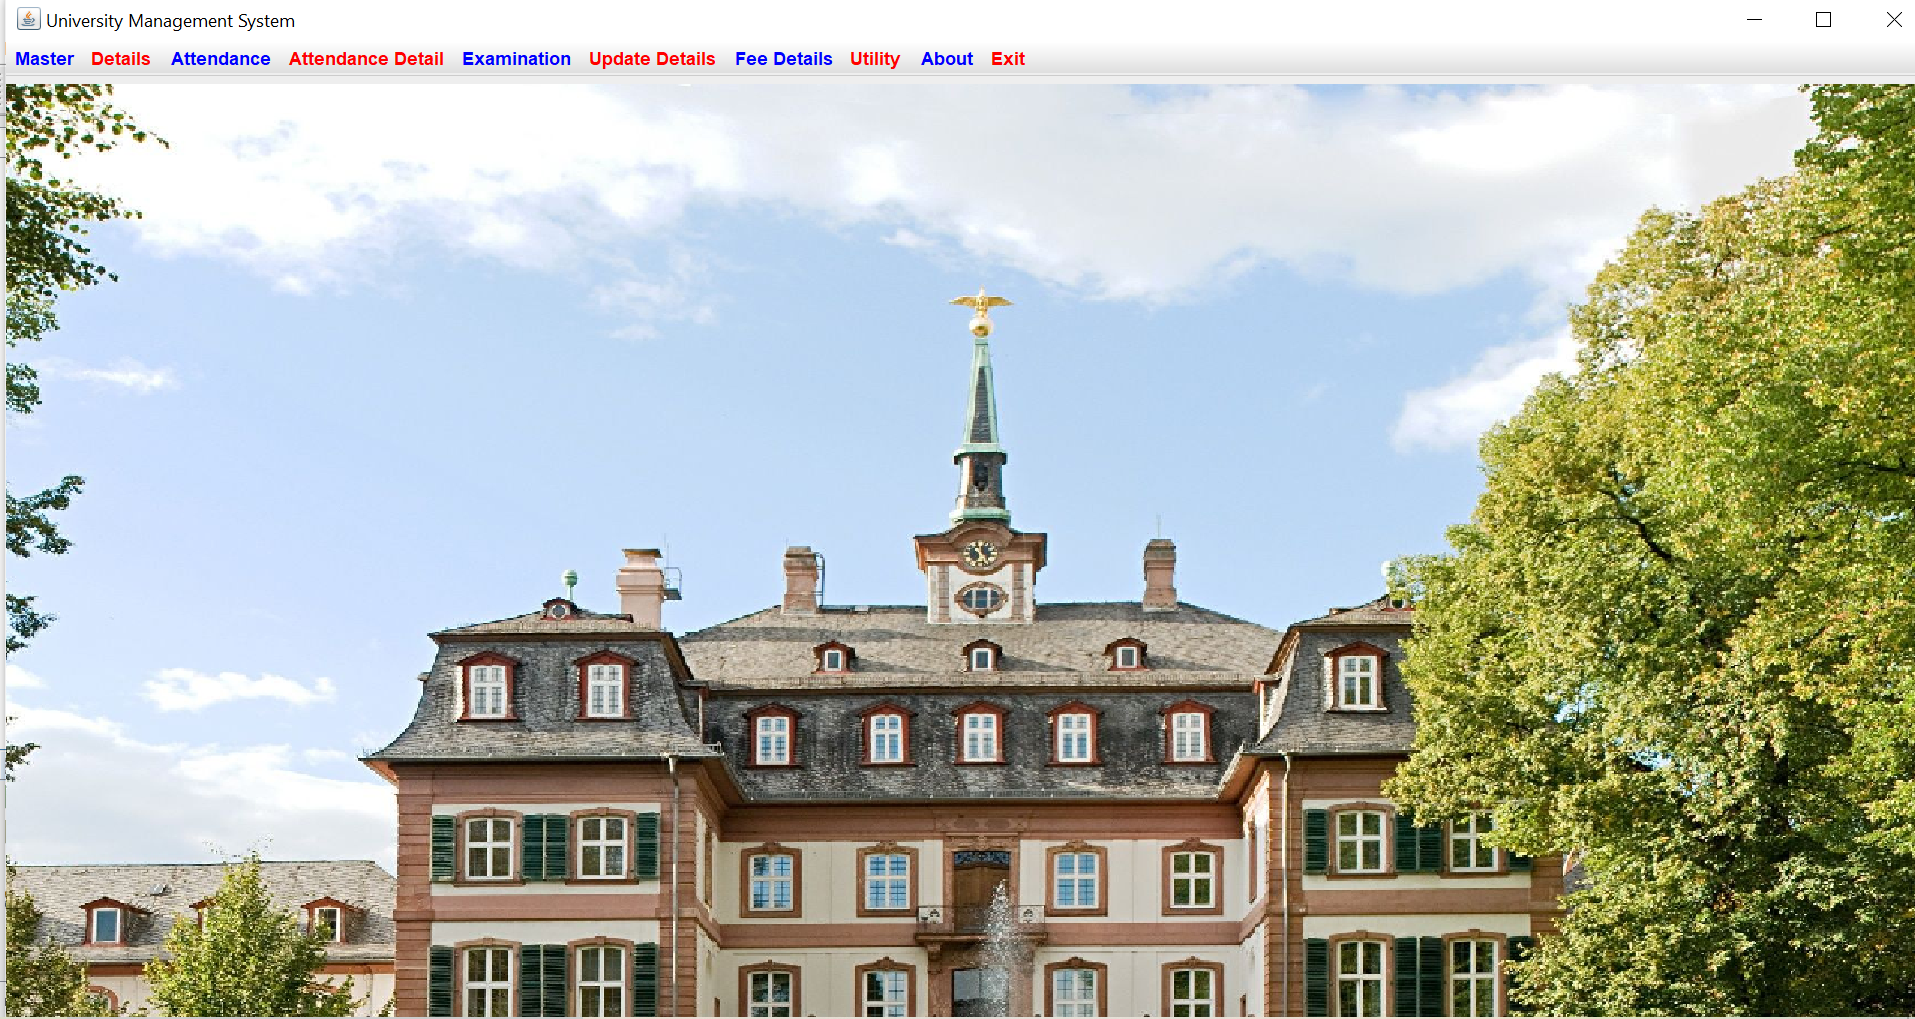 University Management System
Master Details Attendance Attendance Detail Examination Update Details Fee Details Utility About Exit